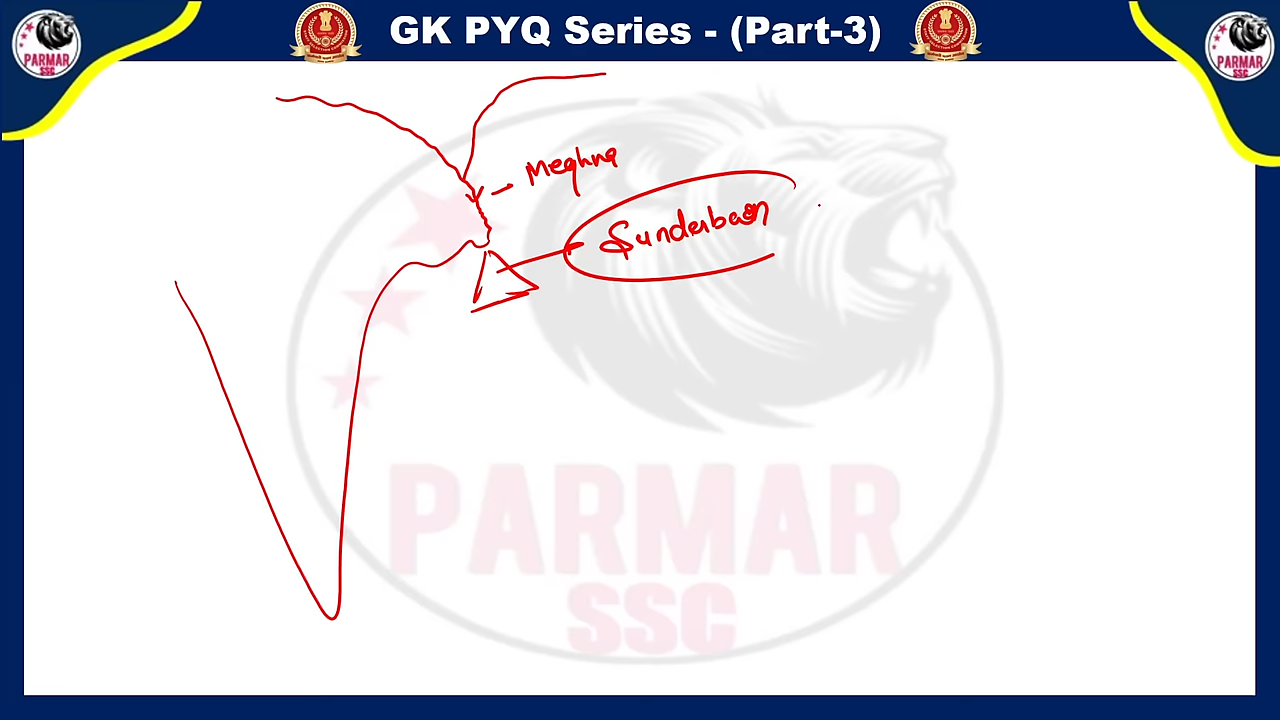 GK PYQ Series - (Part-3)
PARMAR
SSC
PARMAR
SSC
Meghna
Sunderban
PARMAR
SSC